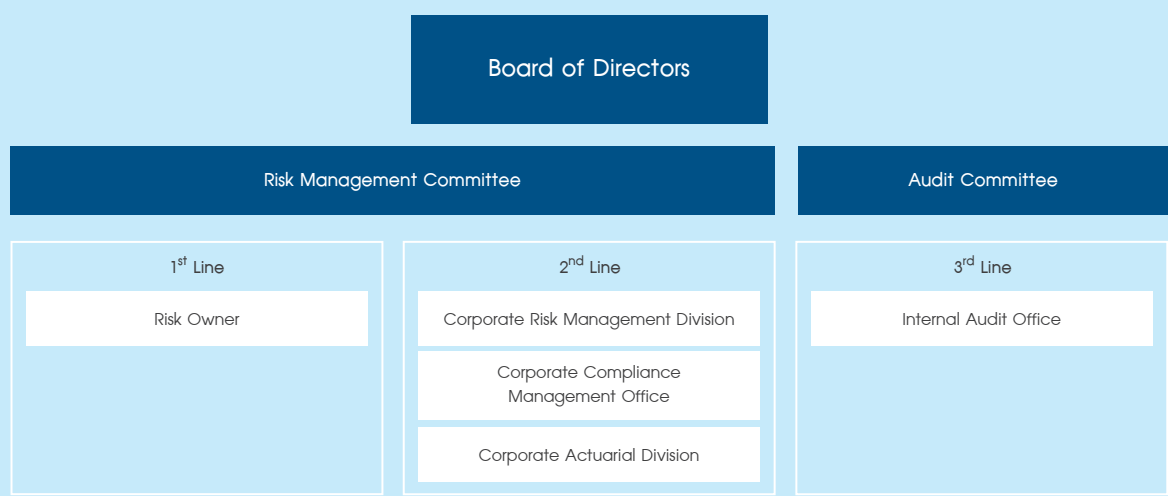 Board of Directors
Risk Management Committee
Audit Committee
1st Line
Risk Owner
2nd Line
Corporate Risk Management Division
Corporate Compliance
Management Office
Corporate Actuarial Division
3rd Line
Internal Audit Office